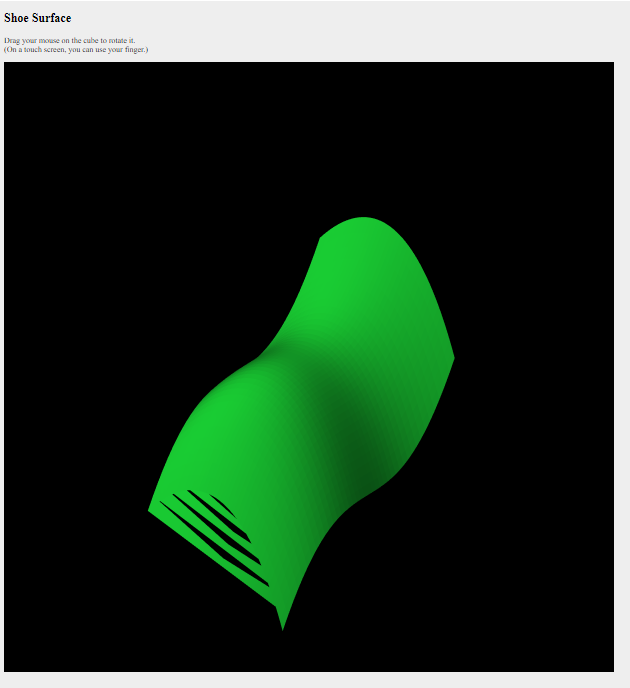 Shoe Surface
Drag your mouse on the cube to rotate it.
(On a touch screen, you can use your finger.)